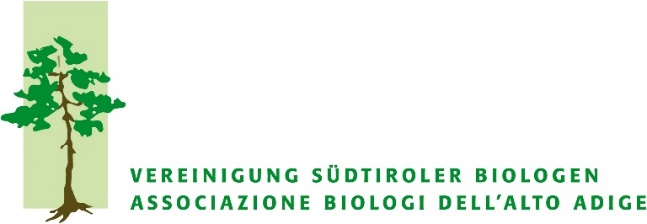 VEREINIGUNG SÜDTIROLER BIOLOGEN
ASSOCIAZIONE BIOLOGI DELL'ALTO ADIGE